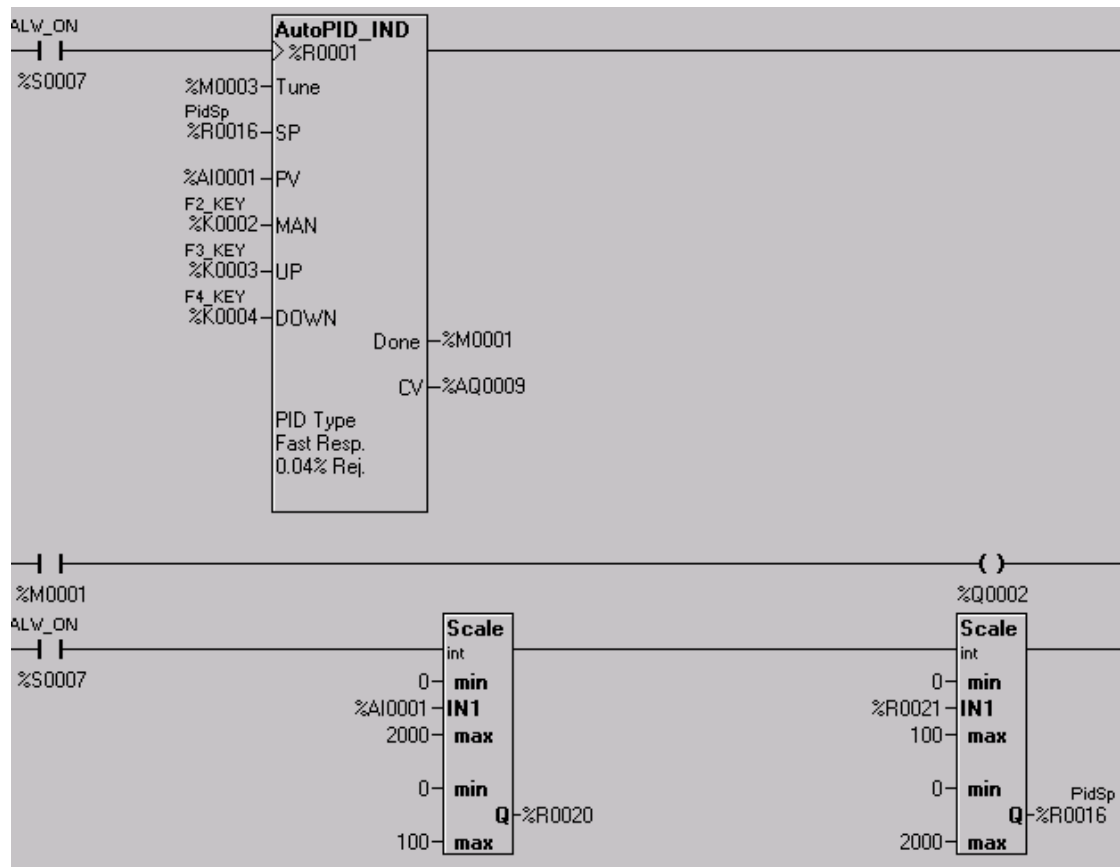 ALW_ON
%S0007
AutoPID_IND
%R0001
%M0003 Tune
PidSp
%R0016 SP
%AI0001 PV
F2_KEY
%K0002 MAN
F3_KEY
%K0003 UP
F4_KEY
%K0004 DOWN
Done %M0001
CV %AQ0009
PID Type
Fast Resp.
0.04% Rej.
%M0001
%Q0002
ALW_ON
%S0007
Scale
int
0 min
%AI0001 IN1
2000 max
0 min
Q %R0020
100 max
Scale
int
0 min
%R0021 IN1
100 max
0 min
PidSp
Q %R0016
2000 max